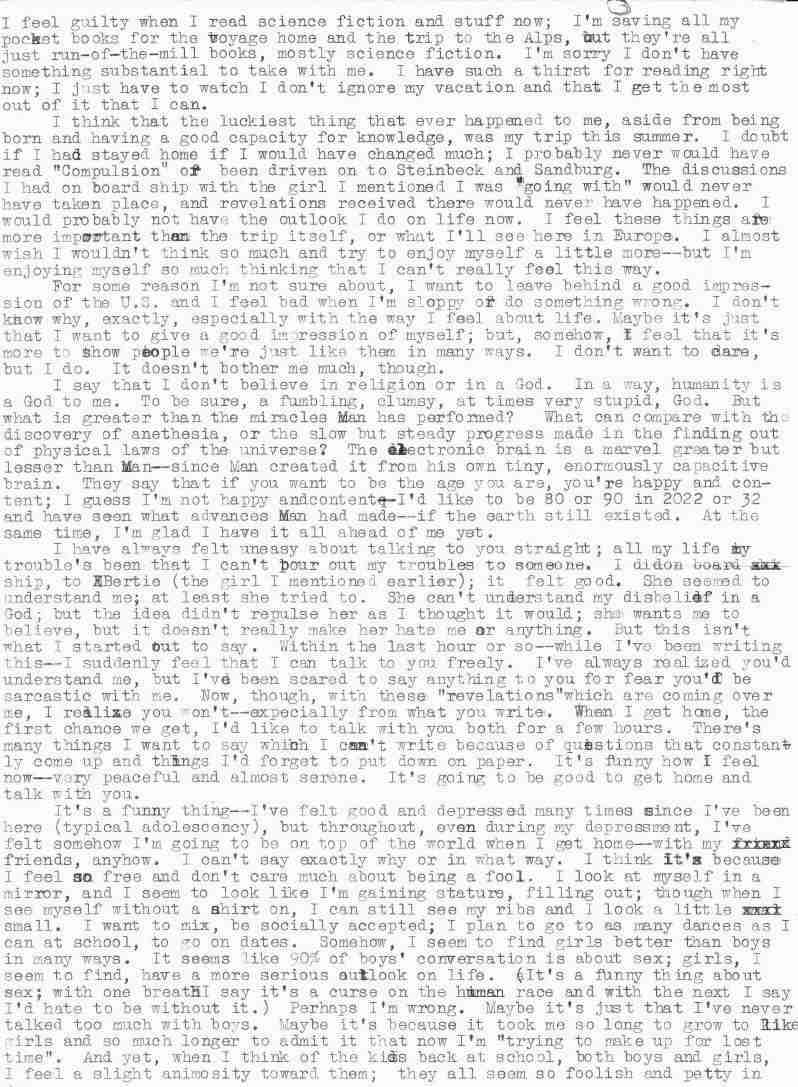 3
I feel guilty when I read science fiction and stuff now; I'm saving all my
pocket books for the voyage home and the trip to the Alps, but they're all
just run-of-the-mill books, mostly science fiction. I'm sorry I don't have
something substantial to take with me. I have such a thirst for reading right
now; I just have to watch I don't ignore my vacation and that I get the most
out of it that I can.
I think that the luckiest thing that ever happened to me, aside from being
born and having a good capacity for knowledge, was my trip this summer. I doubt
if I had stayed home if I would have changed much; I probably never would have
read "Compulsion" or been driven on to Steinbeck and Sandburg. The discussions
I had on board ship with the girl I mentioned I was "going with" would never
have taken place, and revelations received there would never have happened. I
would probably not have the outlook I do on life now. I feel these things are
more important than the trip itself, or what I'll see here in Europe. I almost
wish I wouldn't think so much and try to enjoy myself a little more--but I'm
enjoying myself so much thinking that I can't really feel this way.
For some reason I'm not sure about, I want to leave behind a good impres-
sion of the U.S. and I feel bad when I'm sloppy or do something wrong. I don't
know why, exactly, especially with the way I feel about life. Maybe it's just
that I want to give a good impression of myself; but, somehow, I feel that it's
more to show people we're just like them in many ways. I don't want to care,
but I do. It doesn't bother me much, though.
I say that I don't believe in religion or in a God. In a way, humanity is
a God to me. To be sure, a fumbling, clumsy, at times very stupid, God. But
what is greater than the miracles Man has performed? What can compare with the
discovery of anethesia, or the slow but steady progress made in the finding out
of physical laws of the universe? The electronic brain is a marvel greater but
lesser than Man--since Man created it from his own tiny, enormously capacitive
brain. They say that if you want to be the age you are, you're happy and con-
tent; I guess I'm not happy andcontent--I'd like to be 80 or 90 in 2022 or 32
and have seen what advances Man had made--if the earth still existed. At the
same time, I'm glad I have it all ahead of me yet.
I have always felt uneasy about talking to you straight; all my life my
trouble's been that I can't pour out my troubles to someone. I did on board
ship, to Bertie (the girl I mentioned earlier); it felt good. She seemed to
understand me; at least she tried to. She can't understand my disbelief in a
God; but the idea didn't repulse her as I thought it would; she wants me to
believe, but it doesn't really make her hate me or anything. But this isn't
what I started out to say. Within the last hour or so--while I've been writing
this--I suddenly feel that I can talk to you freely. I've always realized you'd
understand me, but I've been scared to say anything to you for fear you'd be
sarcastic with me. Now, though, with these "revelations"which are coming over
me, I realize you won't--expecially from what you write. When I get home, the
first chance we get, I'd like to talk with you both for a few hours. There's
many things I want to say which I can't write because of questions that constant-
ly come up and things I'd forget to put down on paper. It's funny how I feel
now--very peaceful and almost serene. It's going to be good to get home and
talk with you.
It's a funny thing--I've felt good and depressed many times since I've been
here (typical adolescency), but throughout, even during my depressment, I've
felt somehow I'm going to be on top of the world when I get home--with my friend
friends, anyhow. I can't say exactly why or in what way. I think it's because
I feel so free and don't care much about being a fool. I look at myself in a
mirror, and I seem to look like I'm gaining stature, filling out; though when I
see myself without a shirt on, I can still see my ribs and I look a little
small. I want to mix, be socially accepted; I plan to go to as many dances as I
can at school, to go on dates. Somehow, I seem to find girls better than boys
in many ways. It seems like 90% of boys' conversation is about sex; girls, I
seem to find, have a more serious outlook on life. (It's a funny thing about
sex; with one breath I say it's a curse on the human race and with the next I say
I'd hate to be without it.) Perhaps I'm wrong. Maybe it's just that I've never
talked too much with boys. Maybe it's because it took me so long to grow to like
girls and so much longer to admit it that now I'm "trying to make up for lost
time". And yet, when I think of the kids back at school, both boys and girls,
I feel a slight animosity toward them; they all seem so foolish and petty in